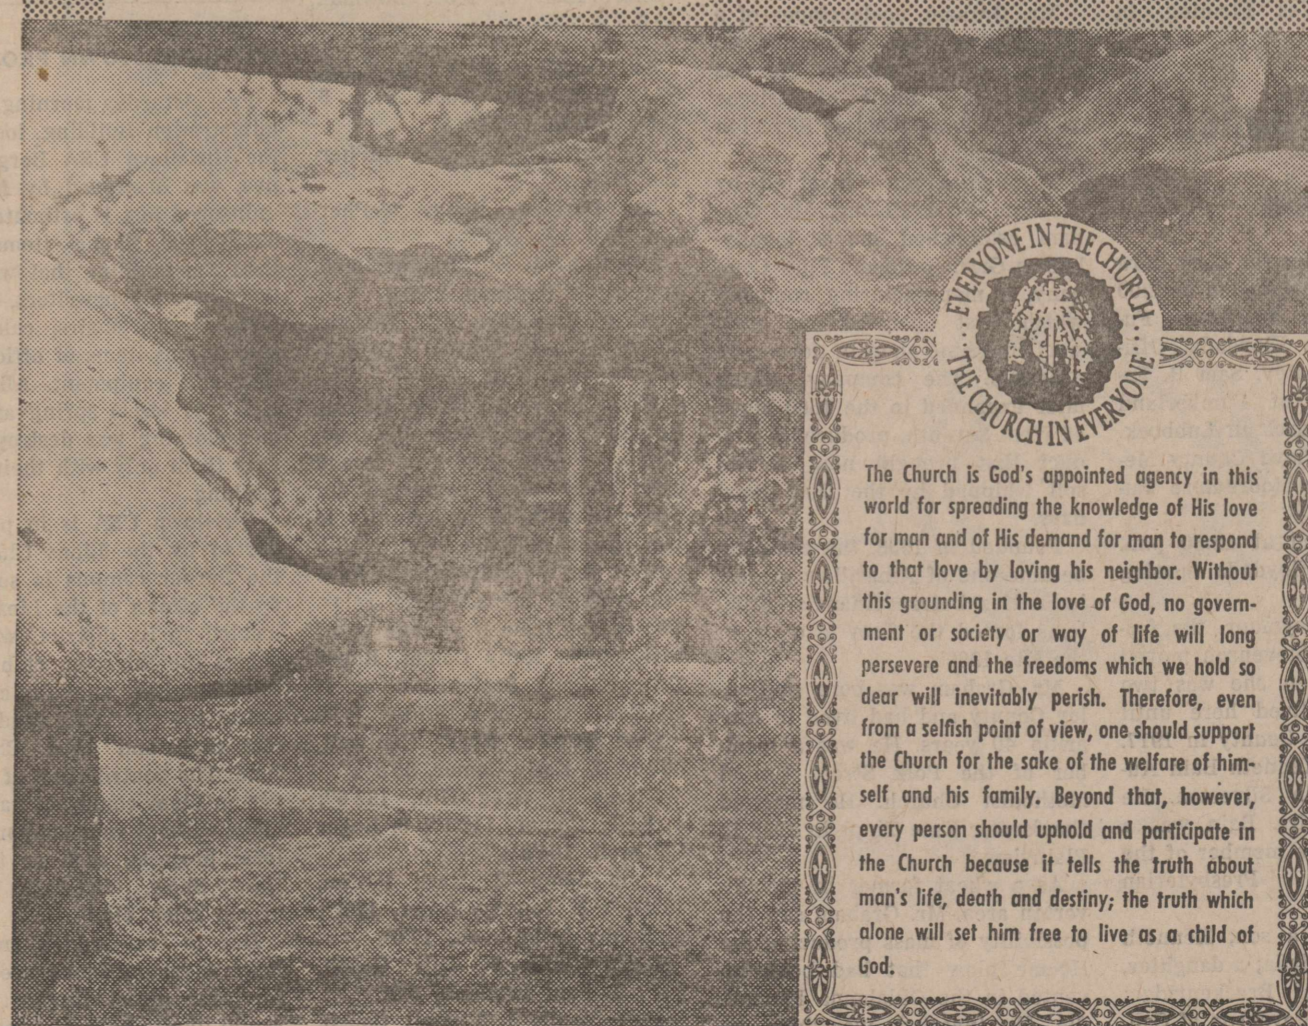 EVERYONE IN THE CHURCH ...
THE CHURCH IN EVERYONE ...
The Church is God's appointed agency in this
world for spreading the knowledge of His love
for man and of His demand for man to respond
to that love by loving his neighbor. Without
this grounding in the love of God, no govern-
ment or society or way of life will long
persevere and the freedoms which we hold so
dear will inevitably perish. Therefore, even
from a selfish point of view, one should support
the Church for the sake of the welfare of him-
self and his family. Beyond that, however,
every person should uphold and participate in
the Church because it tells the truth about
man's life, death and destiny; the truth which
alone will set him free to live as a child of
God.